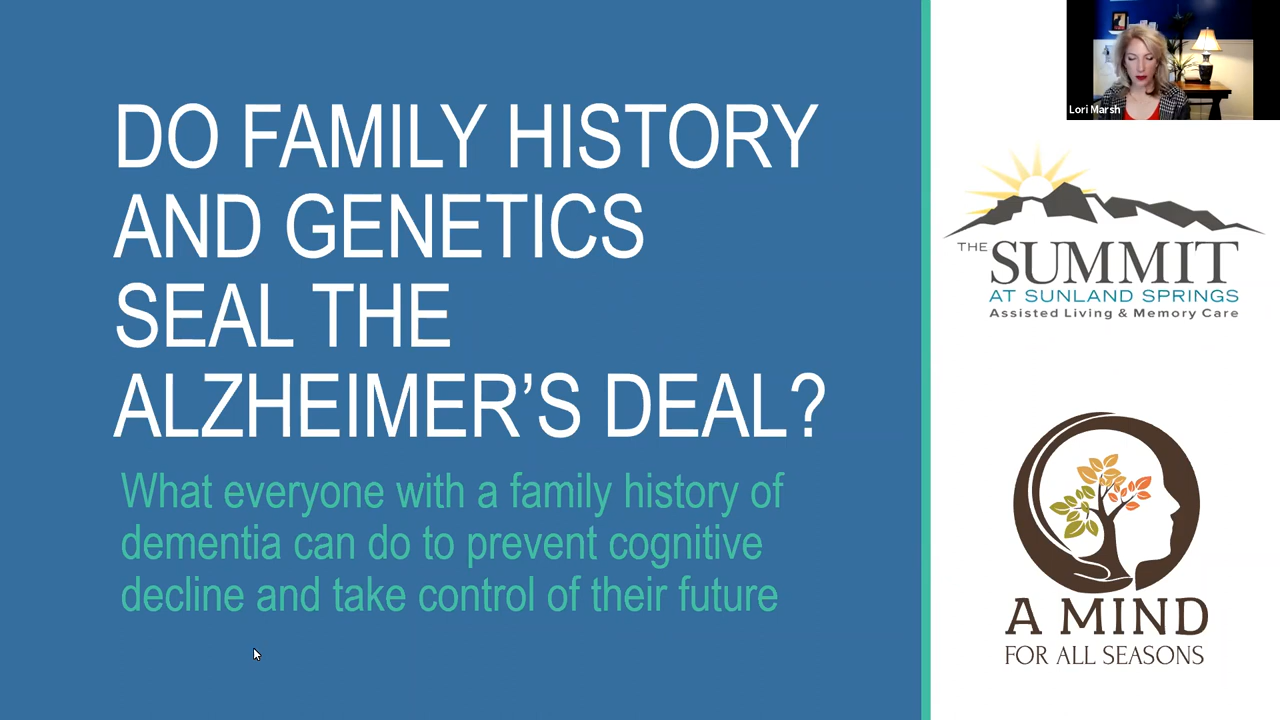 DO FAMILY HISTORY
AND GENETICS
SEAL THE
ALZHEIMER’S DEAL?
What everyone with a family history of
dementia can do to prevent cognitive
decline and take control of their future
Lori Marsh
THE SUMMIT
AT SUNLAND SPRINGS
Assisted Living & Memory Care
A MIND
FOR ALL SEASONS